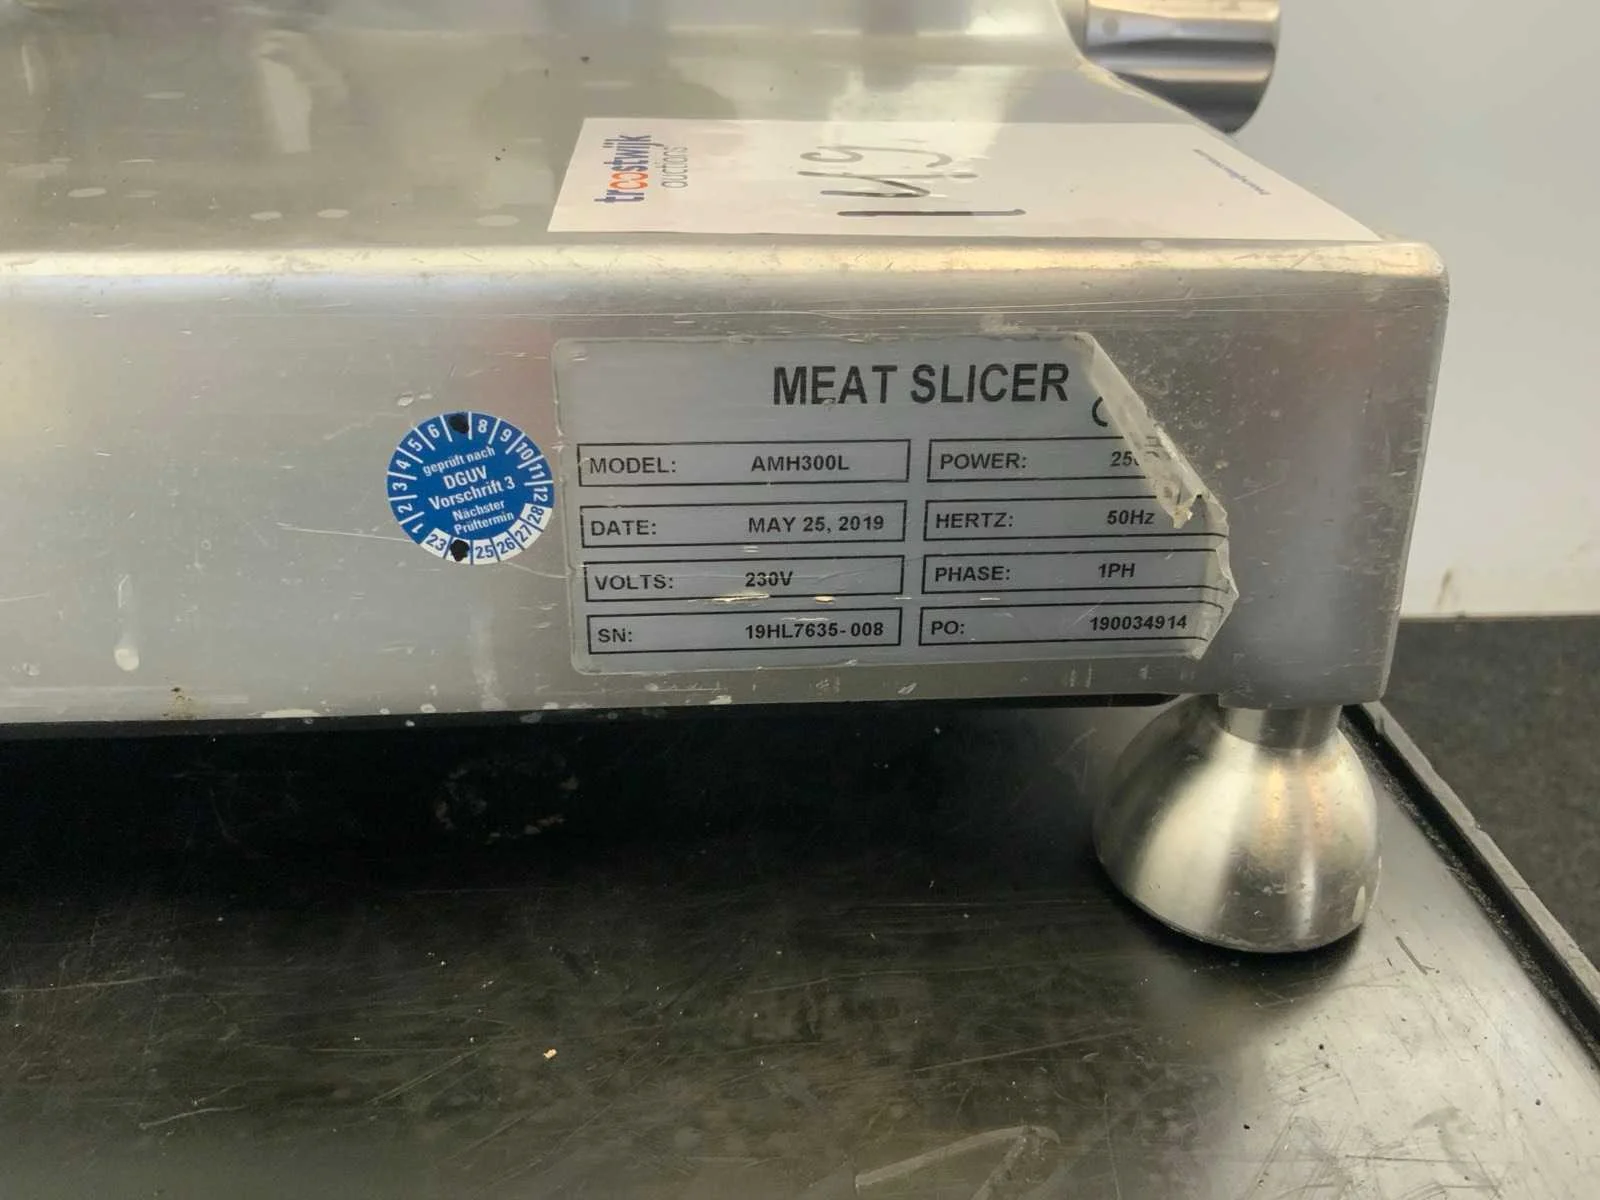 troostwijk
auctions
149
MEAT SLICER
MODEL: AMH300L
POWER:
DATE: MAY 25, 2019
HERTZ: 50Hz
VOLTS: 230V
PHASE: 1PH
SN: 19HL7635-008
PO: 190034914
1 2 3 4 5 6 8 9 10 11 12
geprüft nach
DGUV
Vorschrift 3
Nächster
Prüftermin
23 25 26 27 28